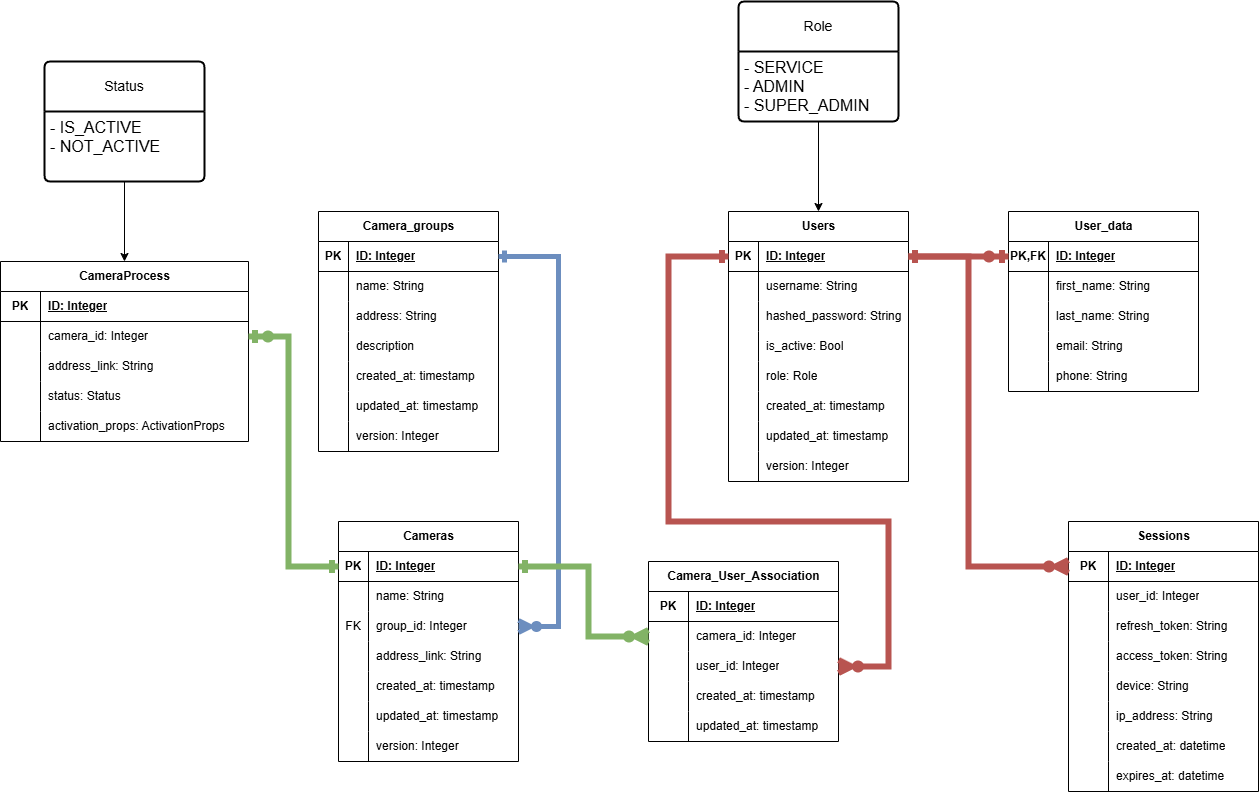 Role
- SERVICE
- ADMIN
- SUPER_ADMIN
Status
- IS_ACTIVE
- NOT_ACTIVE
CameraProcess
PK ID: Integer
camera_id: Integer
address_link: String
status: Status
activation_props: ActivationProps
Camera_groups
PK ID: Integer
name: String
address: String
description
created_at: timestamp
updated_at: timestamp
version: Integer
Users
PK ID: Integer
username: String
hashed_password: String
is_active: Bool
role: Role
created_at: timestamp
updated_at: timestamp
version: Integer
User_data
PK,FK ID: Integer
first_name: String
last_name: String
email: String
phone: String
Cameras
PK ID: Integer
name: String
FK group_id: Integer
address_link: String
created_at: timestamp
updated_at: timestamp
version: Integer
Camera_User_Association
PK ID: Integer
camera_id: Integer
user_id: Integer
created_at: timestamp
updated_at: timestamp
Sessions
PK ID: Integer
user_id: Integer
refresh_token: String
access_token: String
device: String
ip_address: String
created_at: datetime
expires_at: datetime